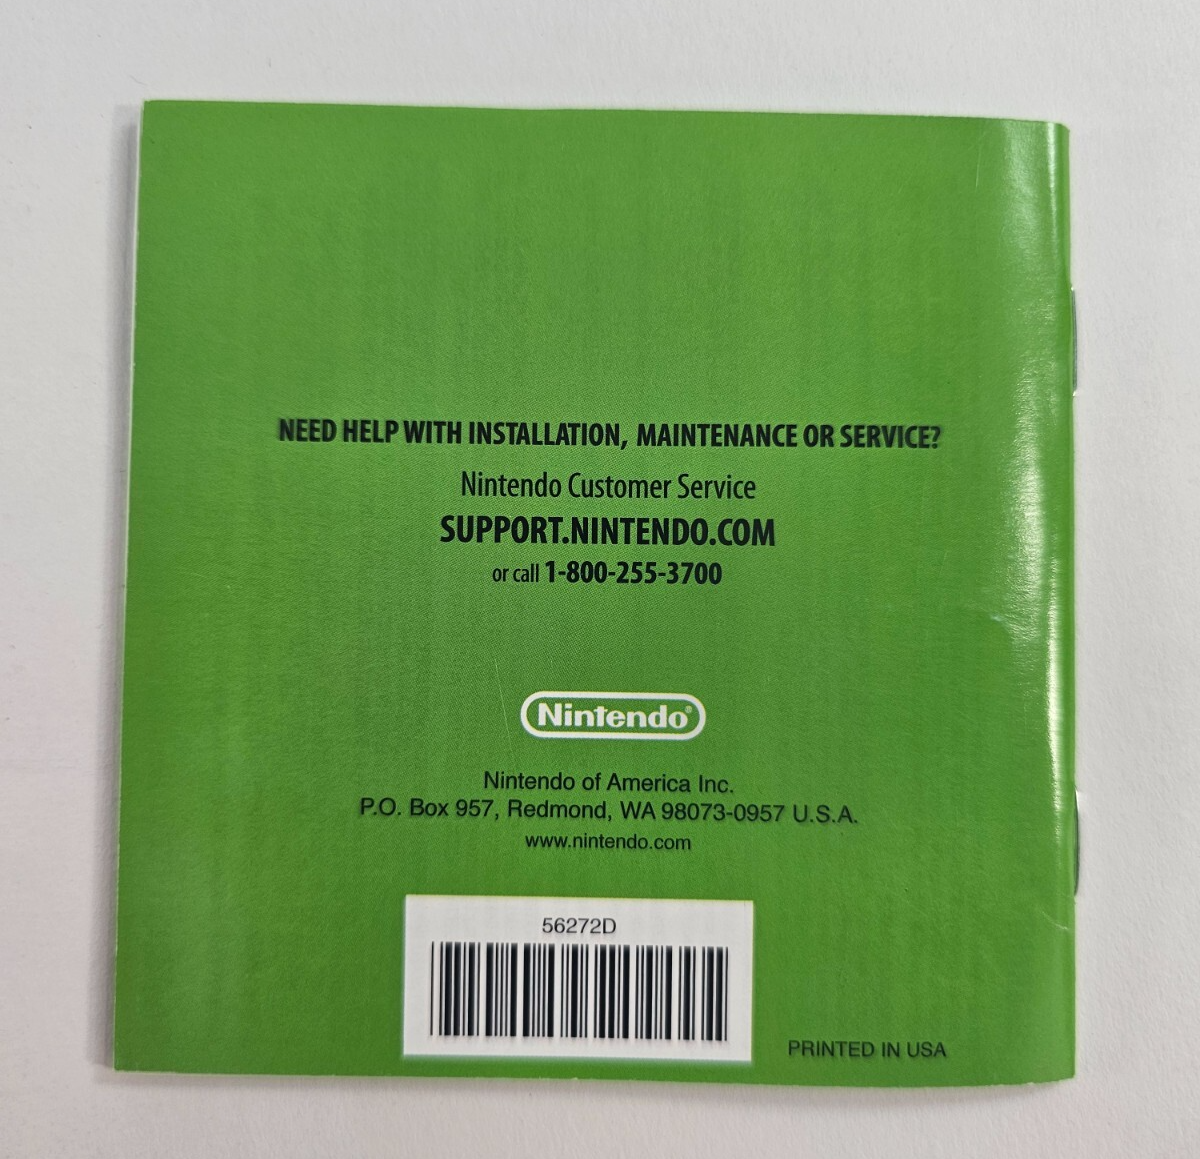 NEED HELP WITH INSTALLATION, MAINTENANCE OR SERVICE?
Nintendo Customer Service
SUPPORT.NINTENDO.COM
or call 1-800-255-3700
Nintendo®
Nintendo of America Inc.
P.O. Box 957, Redmond, WA 98073-0957 U.S.A.
www.nintendo.com
56272D
PRINTED IN USA